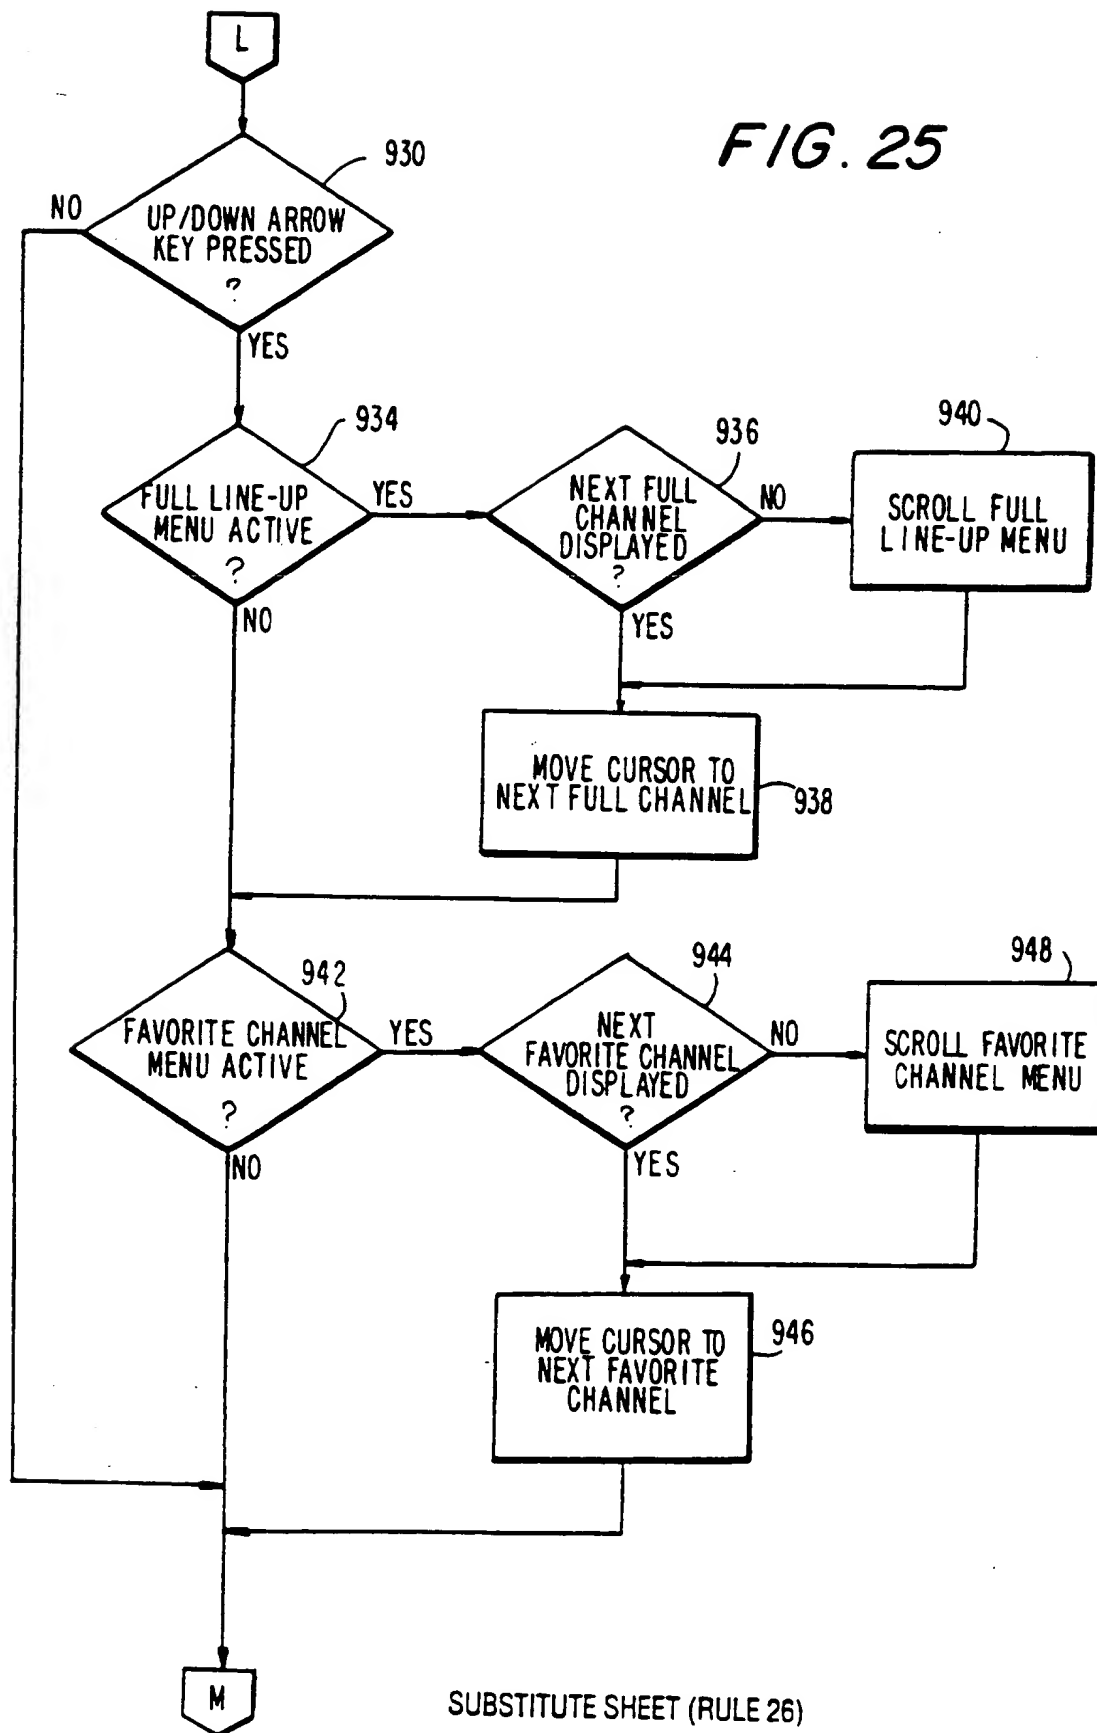 L
FIG. 25
930
NO
UP/DOWN ARROW
KEY PRESSED
?
YES
934
FULL LINE-UP
MENU ACTIVE
?
YES
NO
936
NEXT FULL
CHANNEL
DISPLAYED
?
NO
YES
940
SCROLL FULL
LINE-UP MENU
MOVE CURSOR TO
NEXT FULL CHANNEL
938
942
FAVORITE CHANNEL
MENU ACTIVE
?
YES
NO
944
NEXT
FAVORITE CHANNEL
DISPLAYED
?
NO
YES
948
SCROLL FAVORITE
CHANNEL MENU
MOVE CURSOR TO
NEXT FAVORITE
CHANNEL
946
M
SUBSTITUTE SHEET (RULE 26)